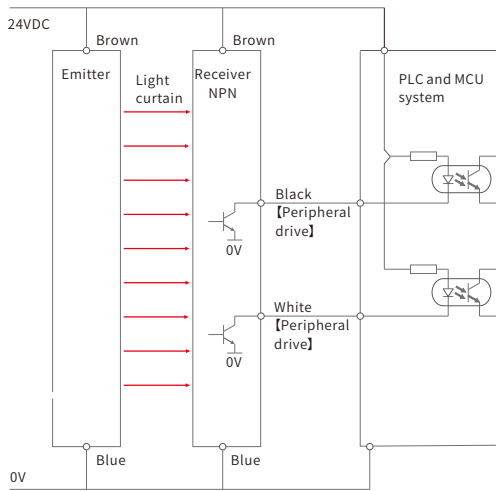 24VDC
Brown
Brown
Emitter
Light
curtain
Receiver
NPN
PLC and MCU
system
Black
【Peripheral
drive】
0V
White
【Peripheral
drive】
0V
Blue
Blue
0V